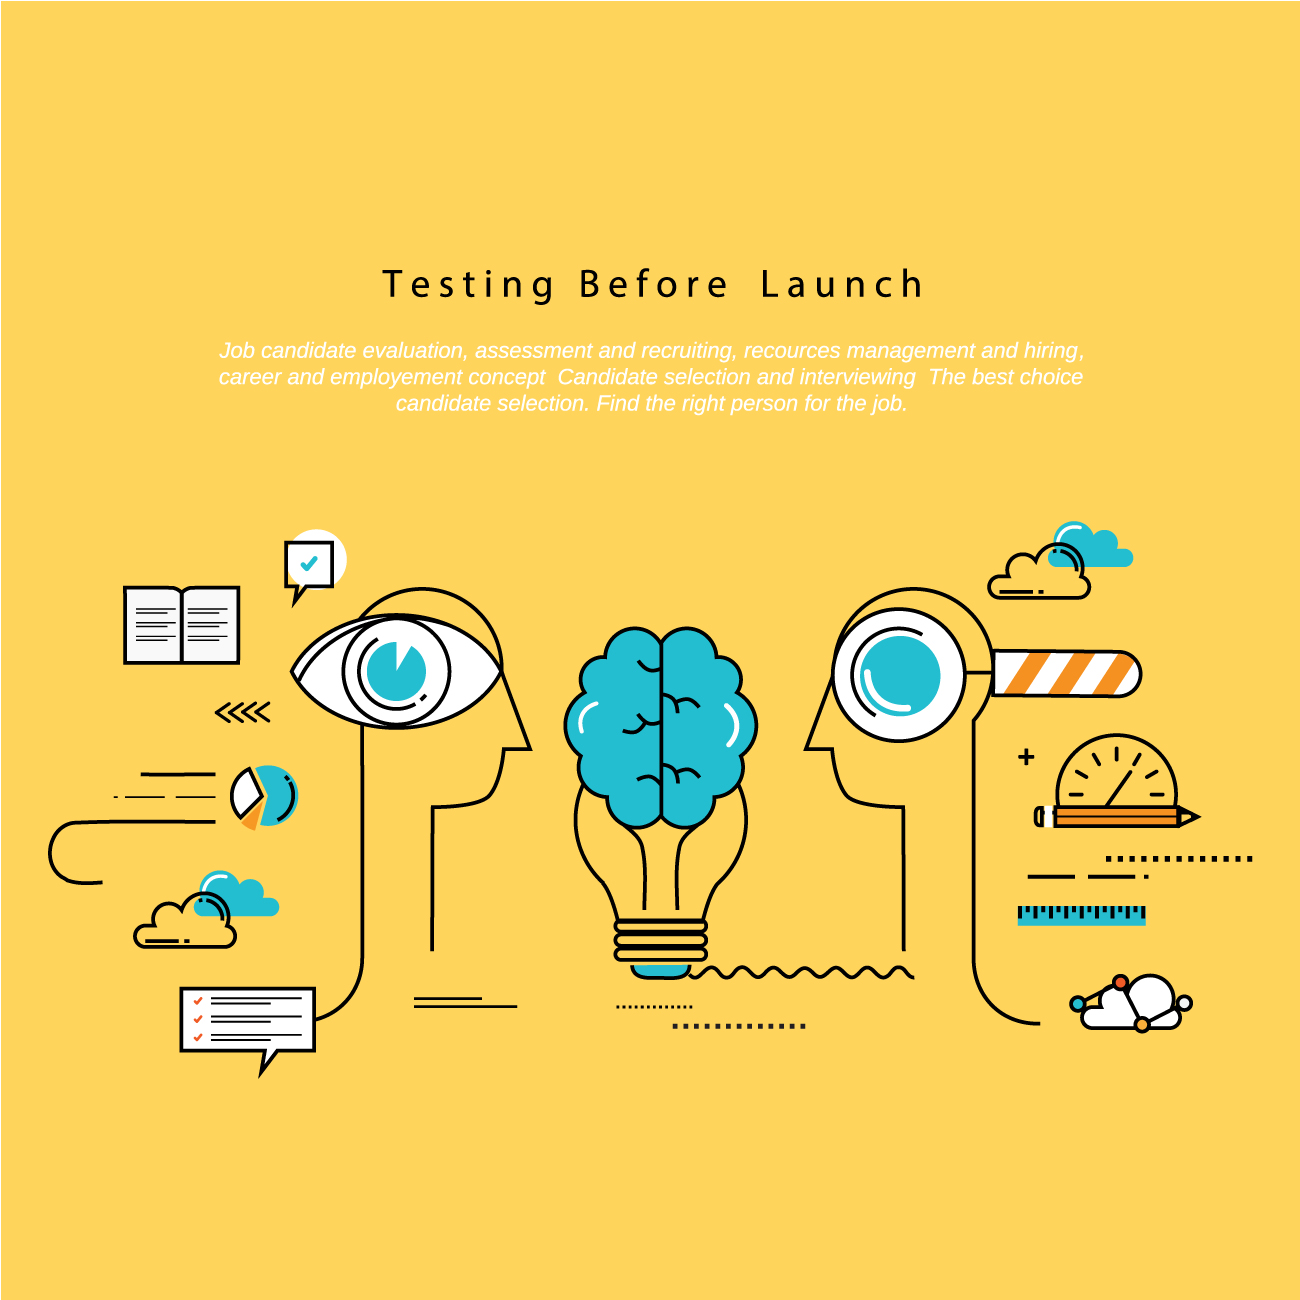 Testing Before Launch
Job candidate evaluation, assessment and recruiting, recources management and hiring,
career and employement concept Candidate selection and interviewing The best choice
candidate selection. Find the right person for the job.